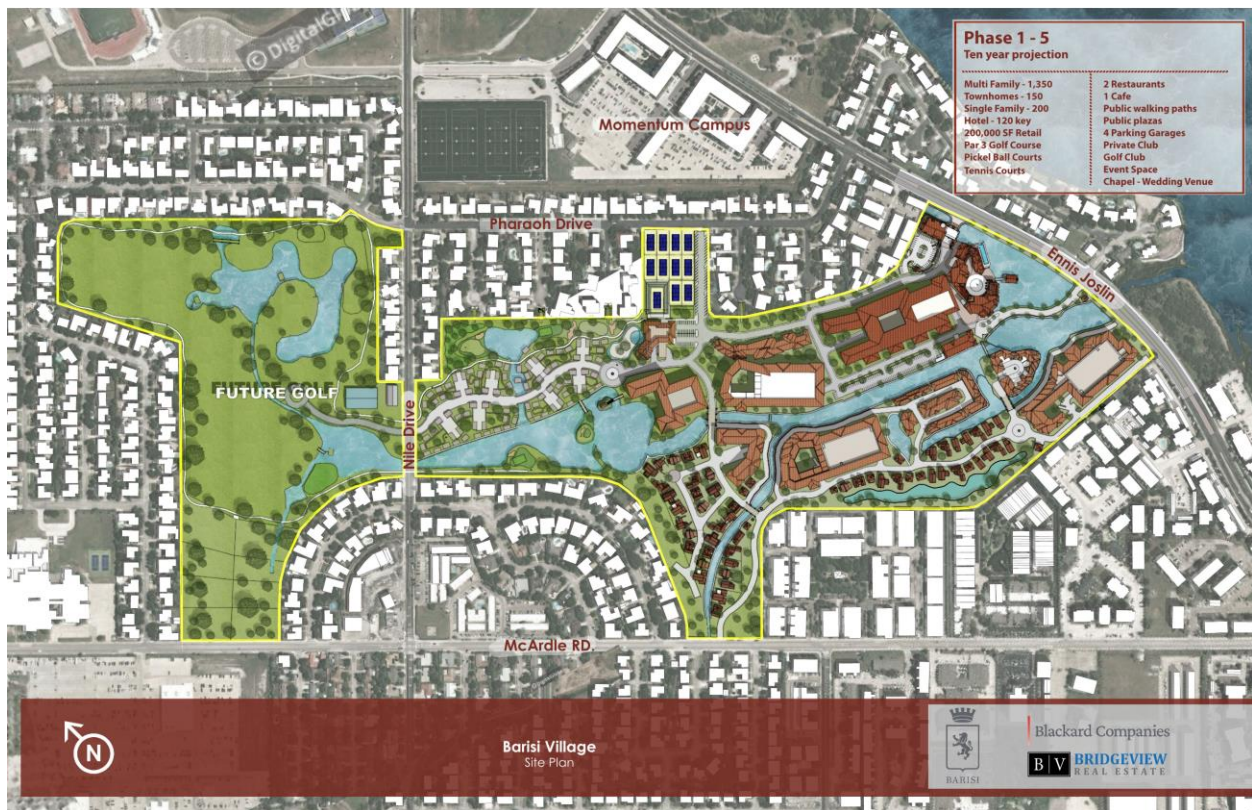 © DigitalGl
Phase 1 - 5
Ten year projection
Multi Family - 1,350
Townhomes - 150
Single Family - 200
Hotel - 120 key
200,000 SF Retail
Par 3 Golf Course
Pickel Ball Courts
Tennis Courts
2 Restaurants
1 Cafe
Public walking paths
Public plazas
4 Parking Garages
Private Club
Golf Club
Event Space
Chapel - Wedding Venue
Momentum Campus
Pharaoh Drive
Ennis Joslin
FUTURE GOLF
Nile Drive
McArdle RD.
N
Barisi Village
Site Plan
BARISI
Blackard Companies
B V BRIDGEVIEW
REAL ESTATE